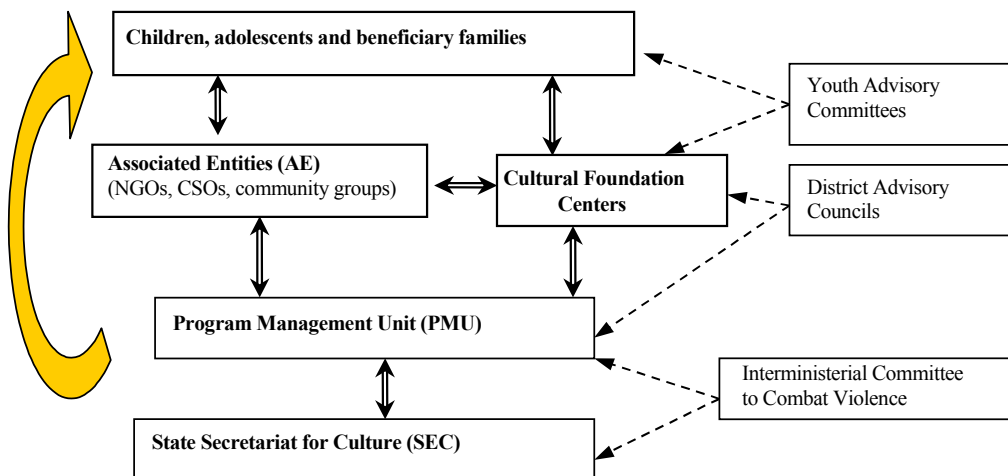 Children, adolescents and beneficiary families
Youth Advisory
Committees
Associated Entities (AE)
(NGOs, CSOs, community groups)
Cultural Foundation
Centers
District Advisory
Councils
Program Management Unit (PMU)
Interministerial Committee
to Combat Violence
State Secretariat for Culture (SEC)